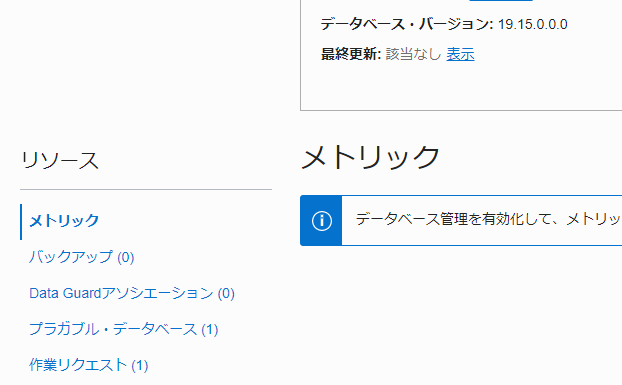 データベース・バージョン: 19.15.0.0.0
最終更新: 該当なし 表示
リソース
メトリック
バックアップ (0)
Data Guardアソシエーション (0)
プラガブル・データベース (1)
作業リクエスト (1)
メトリック
データベース管理を有効化して、メトリッ